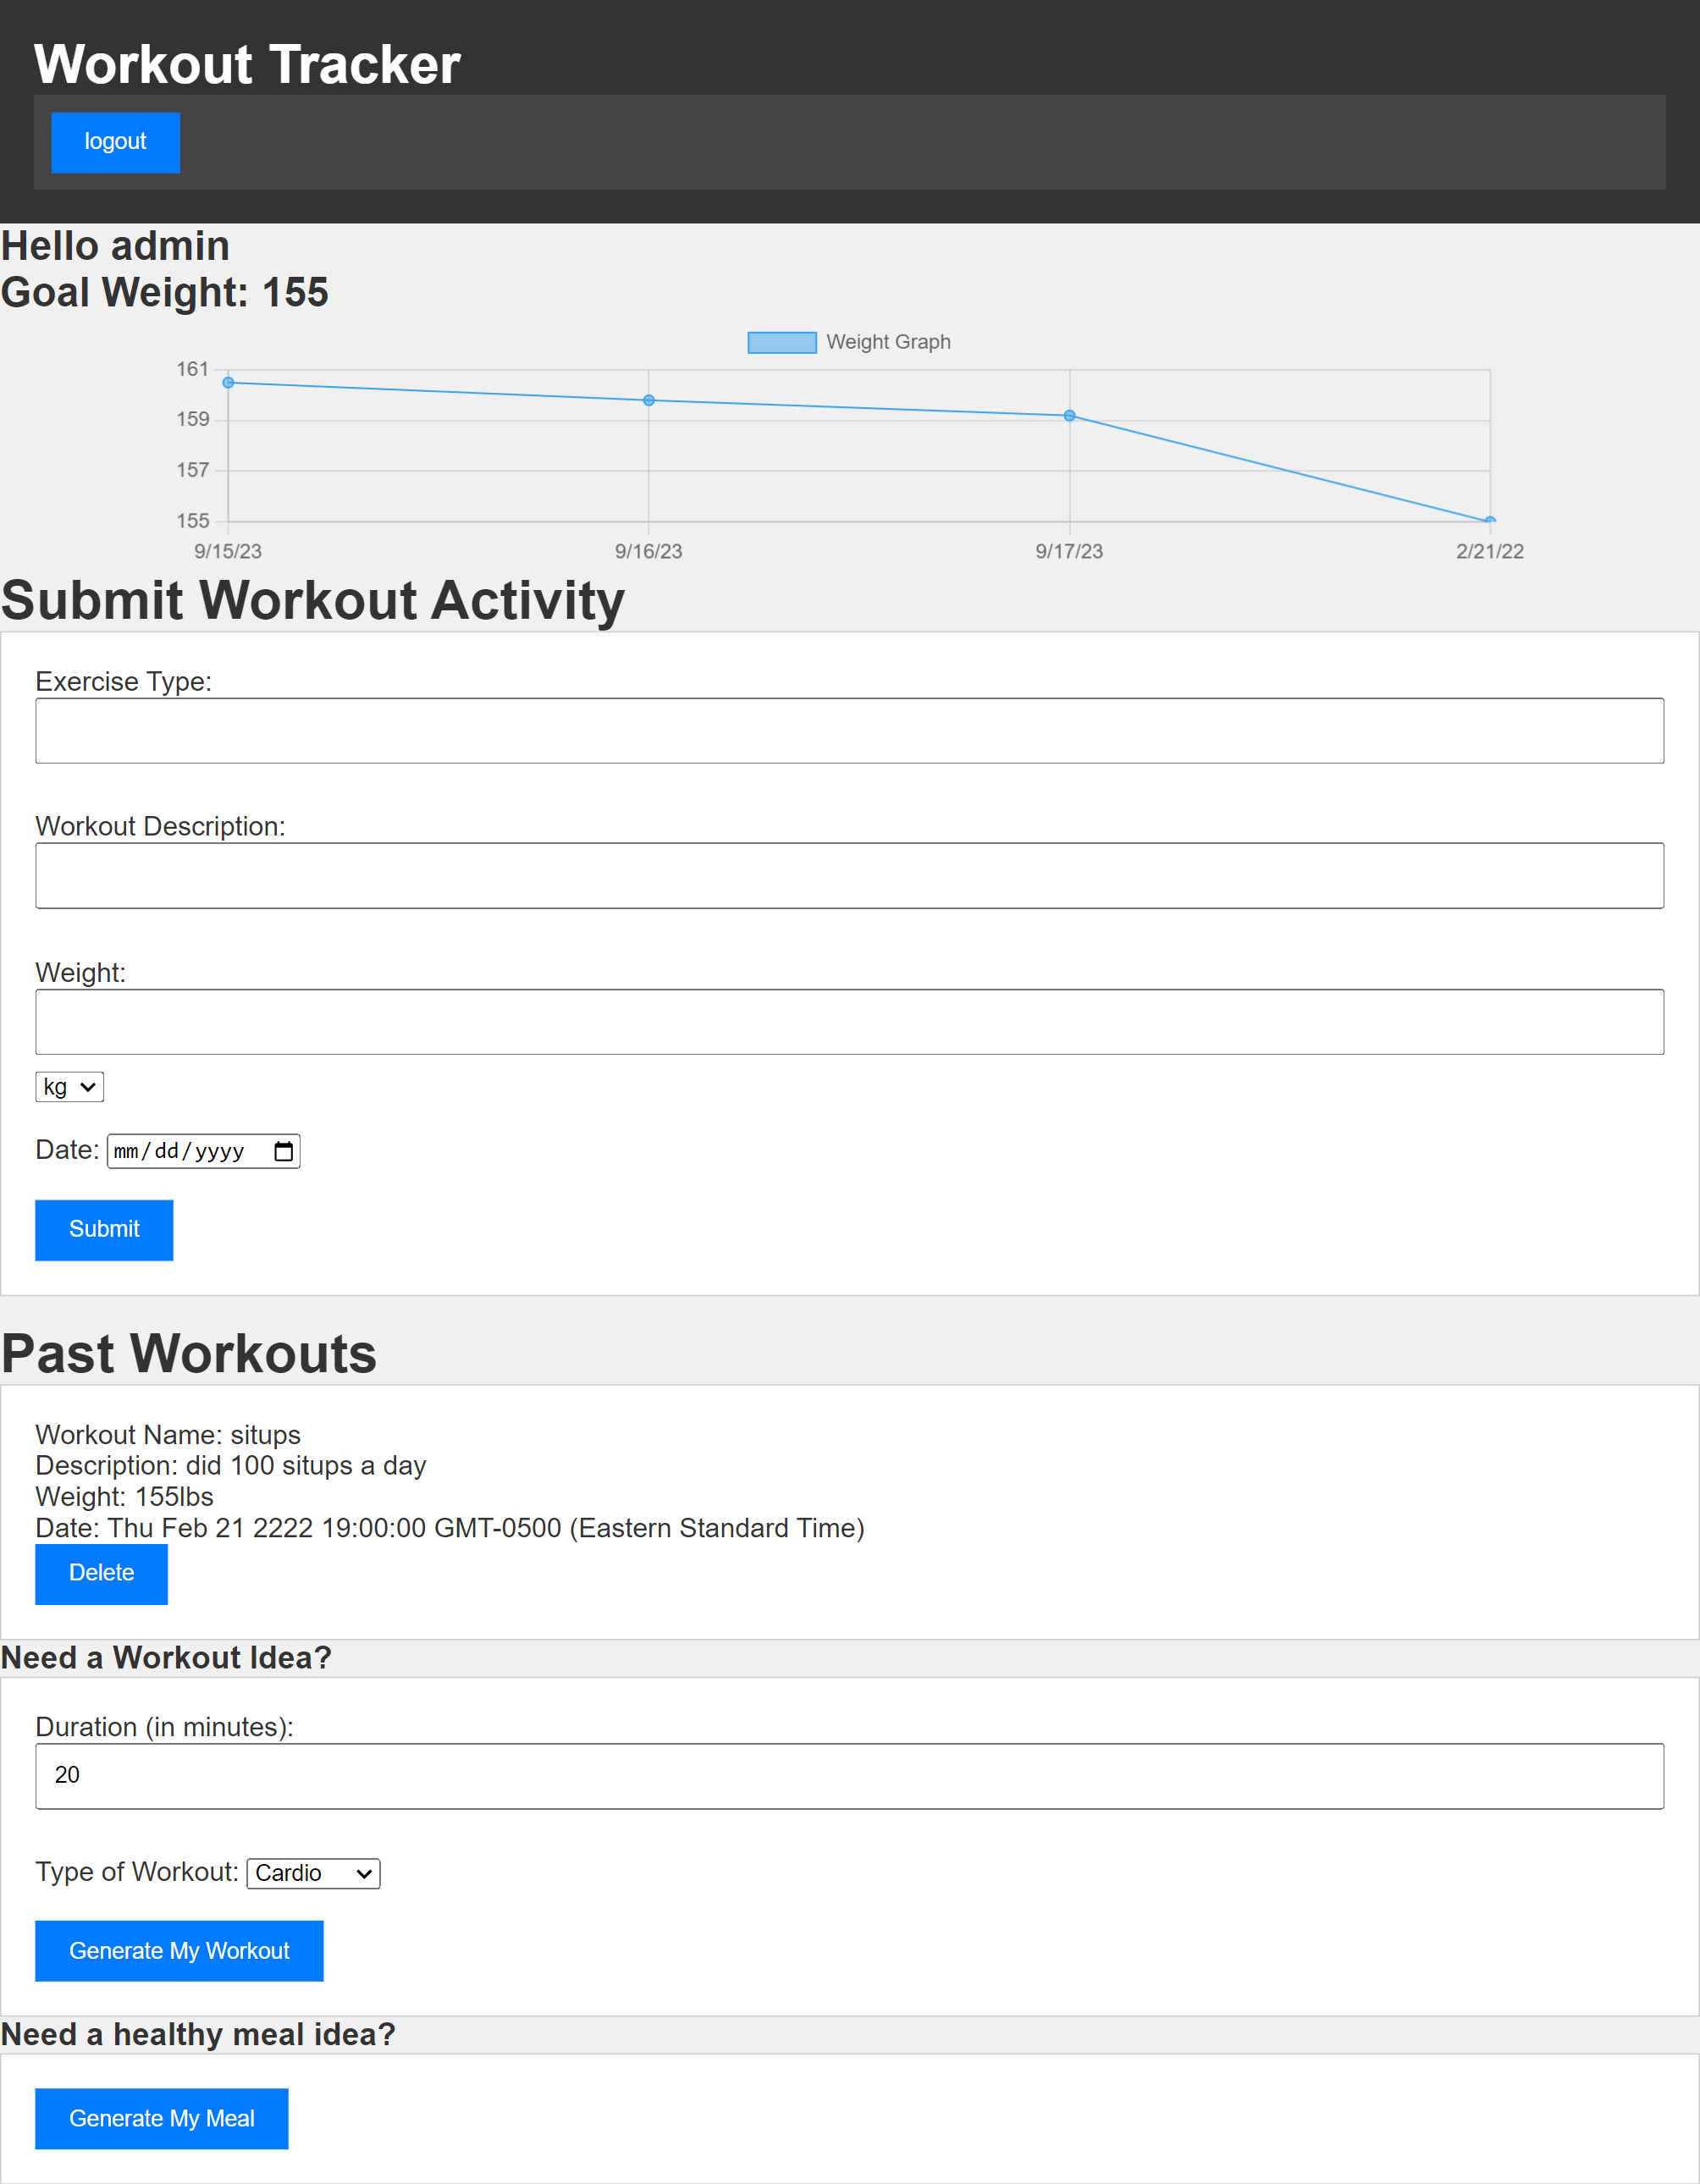 Workout Tracker
logout
Hello admin
Goal Weight: 155
Weight Graph
161
159
157
155
9/15/23 9/16/23 9/17/23 2/21/22
Submit Workout Activity
Exercise Type:
Workout Description:
Weight:
kg
Date: mm/dd/yyyy
Submit
Past Workouts
Workout Name: situps
Description: did 100 situps a day
Weight: 155lbs
Date: Thu Feb 21 2222 19:00:00 GMT-0500 (Eastern Standard Time)
Delete
Need a Workout Idea?
Duration (in minutes):
20
Type of Workout: Cardio
Generate My Workout
Need a healthy meal idea?
Generate My Meal